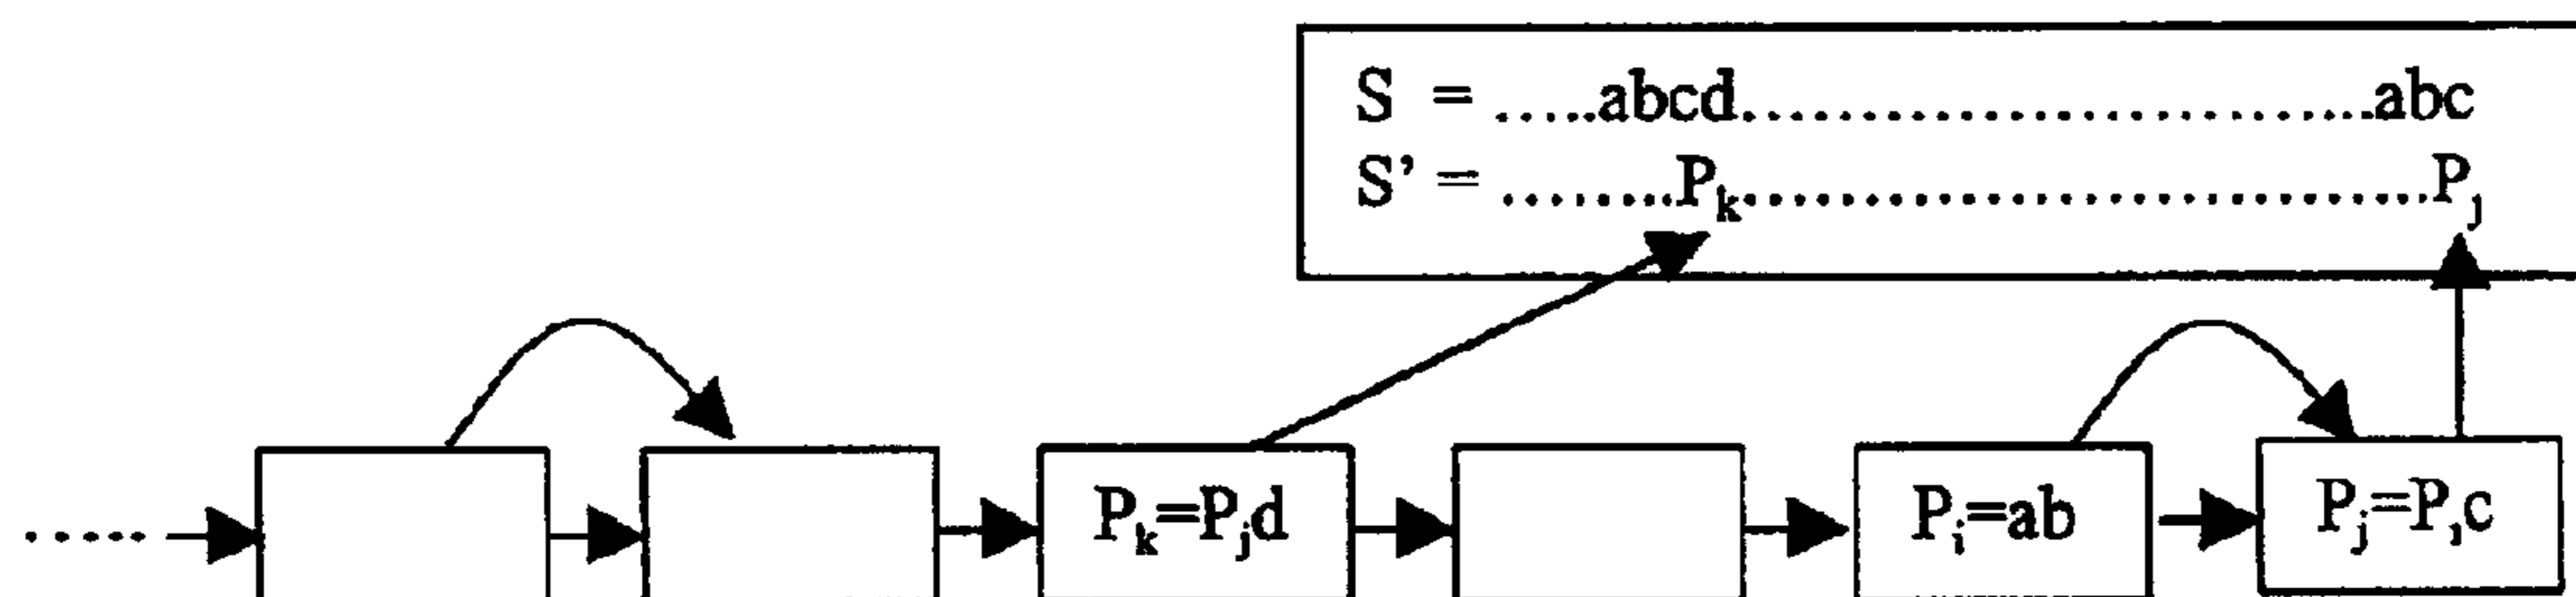 S = .....abcd..........................abc
S' = ........Pₖ............................Pⱼ
..... Pₖ=Pⱼd Pᵢ=ab Pⱼ=Pᵢc